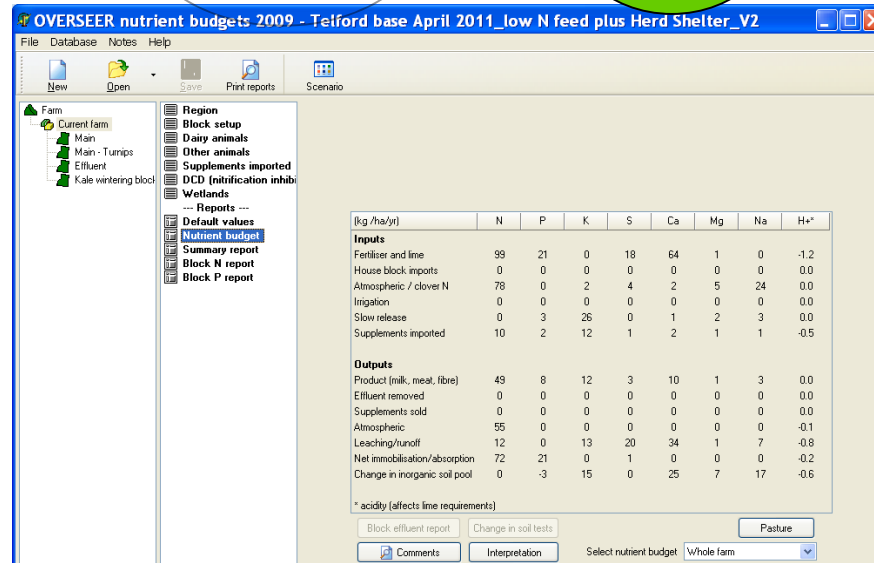 OVERSEER nutrient budgets 2009 - Telford base April 2011_low N feed plus Herd Shelter_V2
File Database Notes Help
New Open Save Print reports Scenario
Farm
Current farm
Main
Main - Turnips
Effluent
Kale wintering block
Region
Block setup
Dairy animals
Other animals
Supplements imported
DCD (nitrification inhibi
Wetlands
--- Reports ---
Default values
Nutrient budget
Summary report
Block N report
Block P report
(kg /ha/yr) N P K S Ca Mg Na H+*
Inputs
Fertiliser and lime 99 21 0 18 64 1 0 -1.2
House block imports 0 0 0 0 0 0 0 0.0
Atmospheric / clover N 78 0 2 4 2 5 24 0.0
Irrigation 0 0 0 0 0 0 0 0.0
Slow release 0 3 26 0 1 2 3 0.0
Supplements imported 10 2 12 1 2 1 1 -0.5
Outputs
Product (milk, meat, fibre) 49 8 12 3 10 1 3 0.0
Effluent removed 0 0 0 0 0 0 0 0.0
Supplements sold 0 0 0 0 0 0 0 0.0
Atmospheric 55 0 0 0 0 0 0 -0.1
Leaching/runoff 12 0 13 20 34 1 7 -0.8
Net immobilisation/absorption 72 21 0 1 0 0 0 -0.2
Change in inorganic soil pool 0 -3 15 0 25 7 17 -0.6
* acidity (affects lime requirements)
Block effluent report Change in soil tests Pasture
Comments Interpretation Select nutrient budget Whole farm